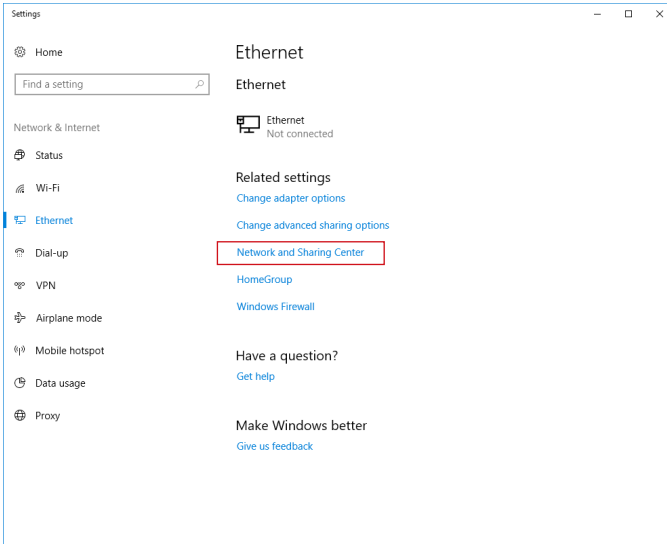 Settings
Home
Find a setting
Network & Internet
Status
Wi-Fi
Ethernet
Dial-up
VPN
Airplane mode
Mobile hotspot
Data usage
Proxy
Ethernet
Ethernet
Ethernet
Not connected
Related settings
Change adapter options
Change advanced sharing options
Network and Sharing Center
HomeGroup
Windows Firewall
Have a question?
Get help
Make Windows better
Give us feedback